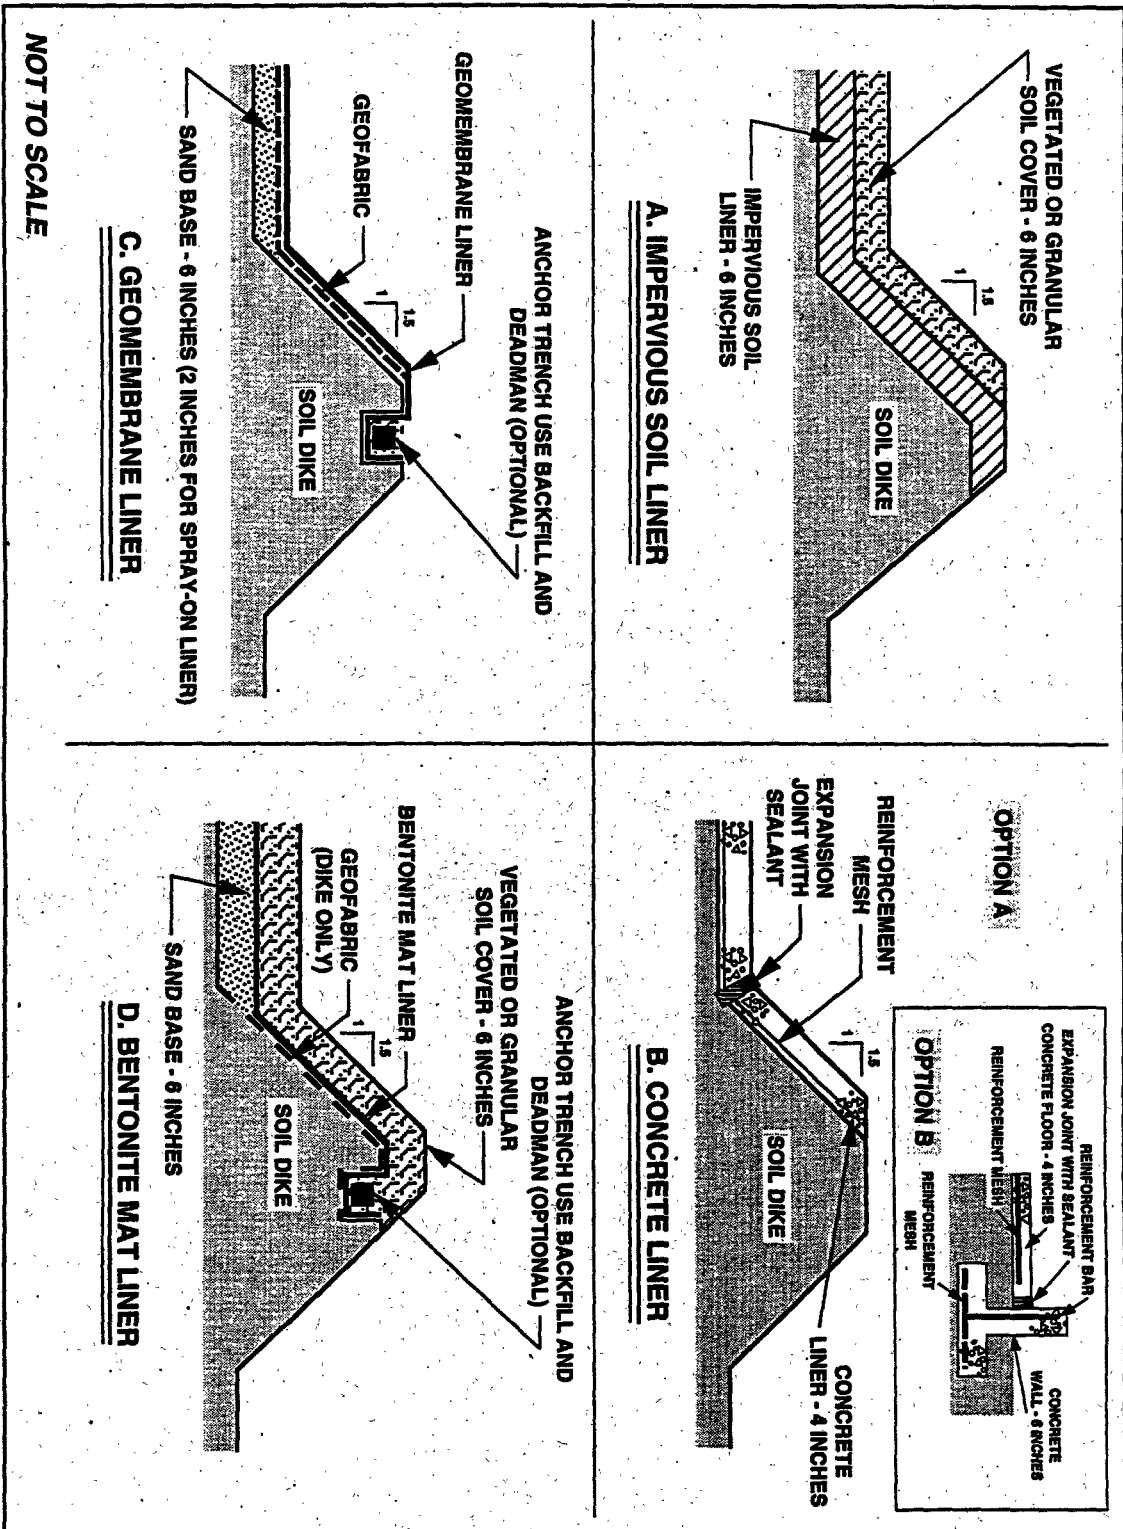 VEGETATED OR GRANULAR
SOIL COVER - 6 INCHES
1
1.5
SOIL DIKE
IMPERVIOUS SOIL
LINER - 6 INCHES
A. IMPERVIOUS SOIL LINER
OPTION A
REINFORCEMENT BAR
EXPANSION JOINT WITH SEALANT
CONCRETE FLOOR - 4 INCHES
REINFORCEMENT MESH
OPTION B
REINFORCEMENT
MESH
CONCRETE
WALL - 6 INCHES
REINFORCEMENT
MESH
EXPANSION
JOINT WITH
SEALANT
1
1.5
SOIL DIKE
CONCRETE
LINER - 4 INCHES
B. CONCRETE LINER
ANCHOR TRENCH USE BACKFILL AND
DEADMAN (OPTIONAL)
GEOMEMBRANE LINER
GEOFABRIC
1
1.5
SOIL DIKE
SAND BASE - 6 INCHES (2 INCHES FOR SPRAY-ON LINER)
C. GEOMEMBRANE LINER
ANCHOR TRENCH USE BACKFILL AND
DEADMAN (OPTIONAL)
VEGETATED OR GRANULAR
SOIL COVER - 6 INCHES
BENTONITE MAT LINER
GEOFABRIC
(DIKE ONLY)
1
1.5
SOIL DIKE
SAND BASE - 6 INCHES
D. BENTONITE MAT LINER
NOT TO SCALE